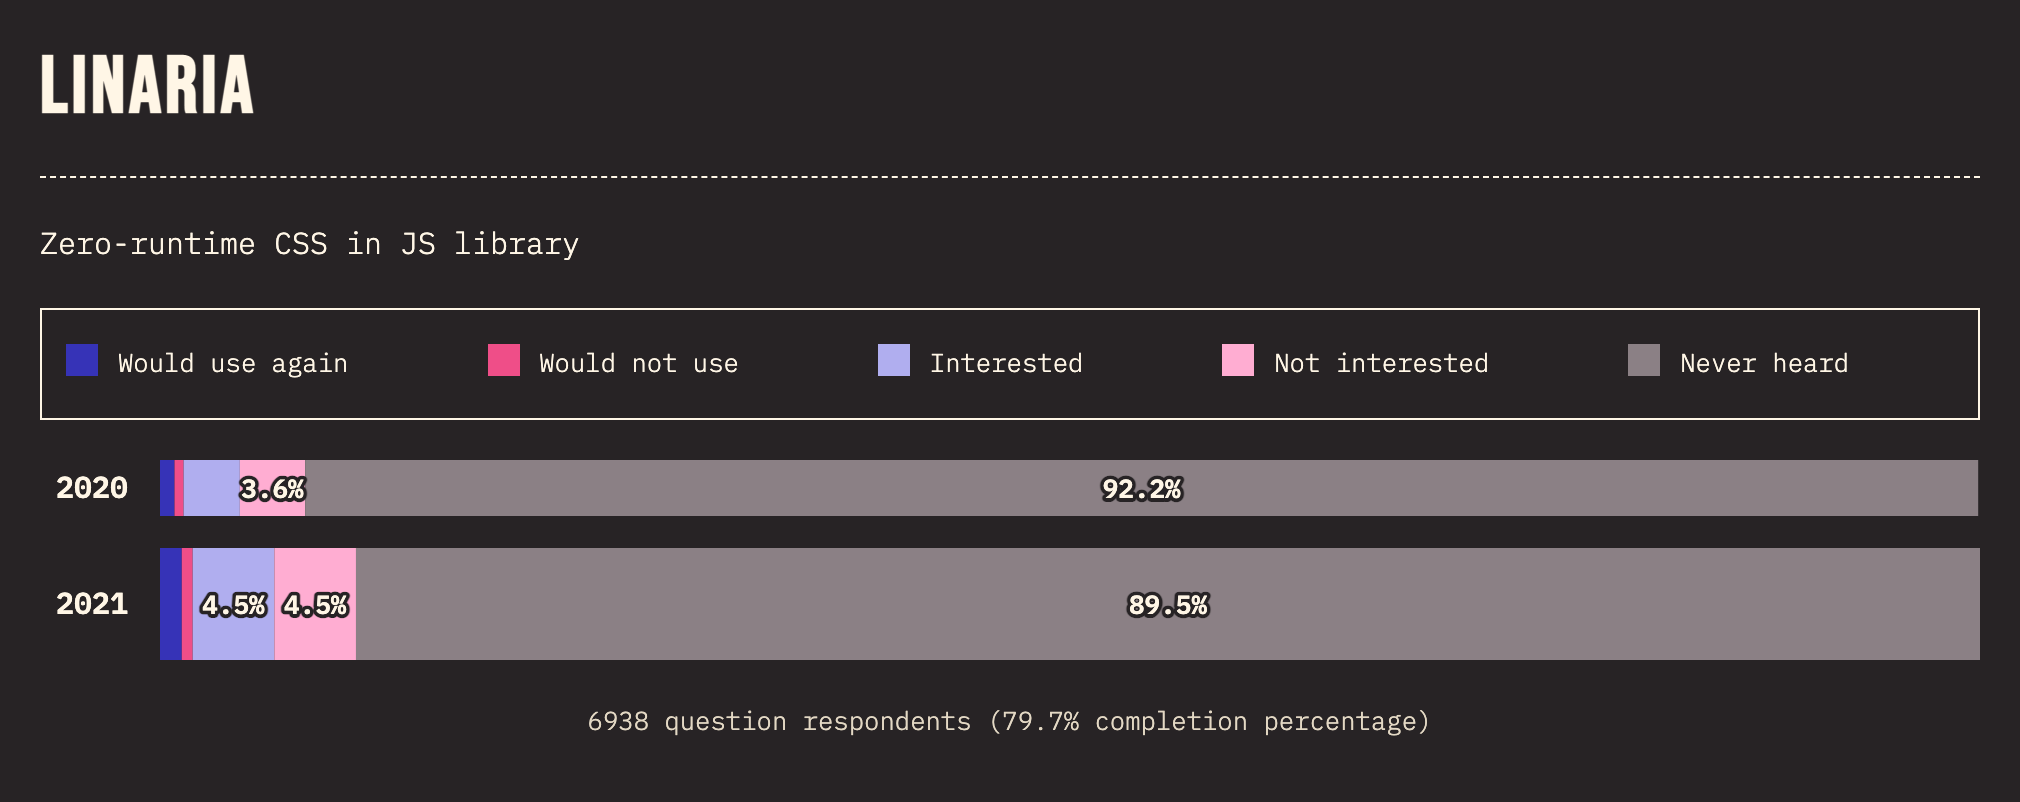 LINARIA
Zero-runtime CSS in JS library
Would use again Would not use Interested Not interested Never heard
2020 3.6% 92.2%
2021 4.5% 4.5% 89.5%
6938 question respondents (79.7% completion percentage)